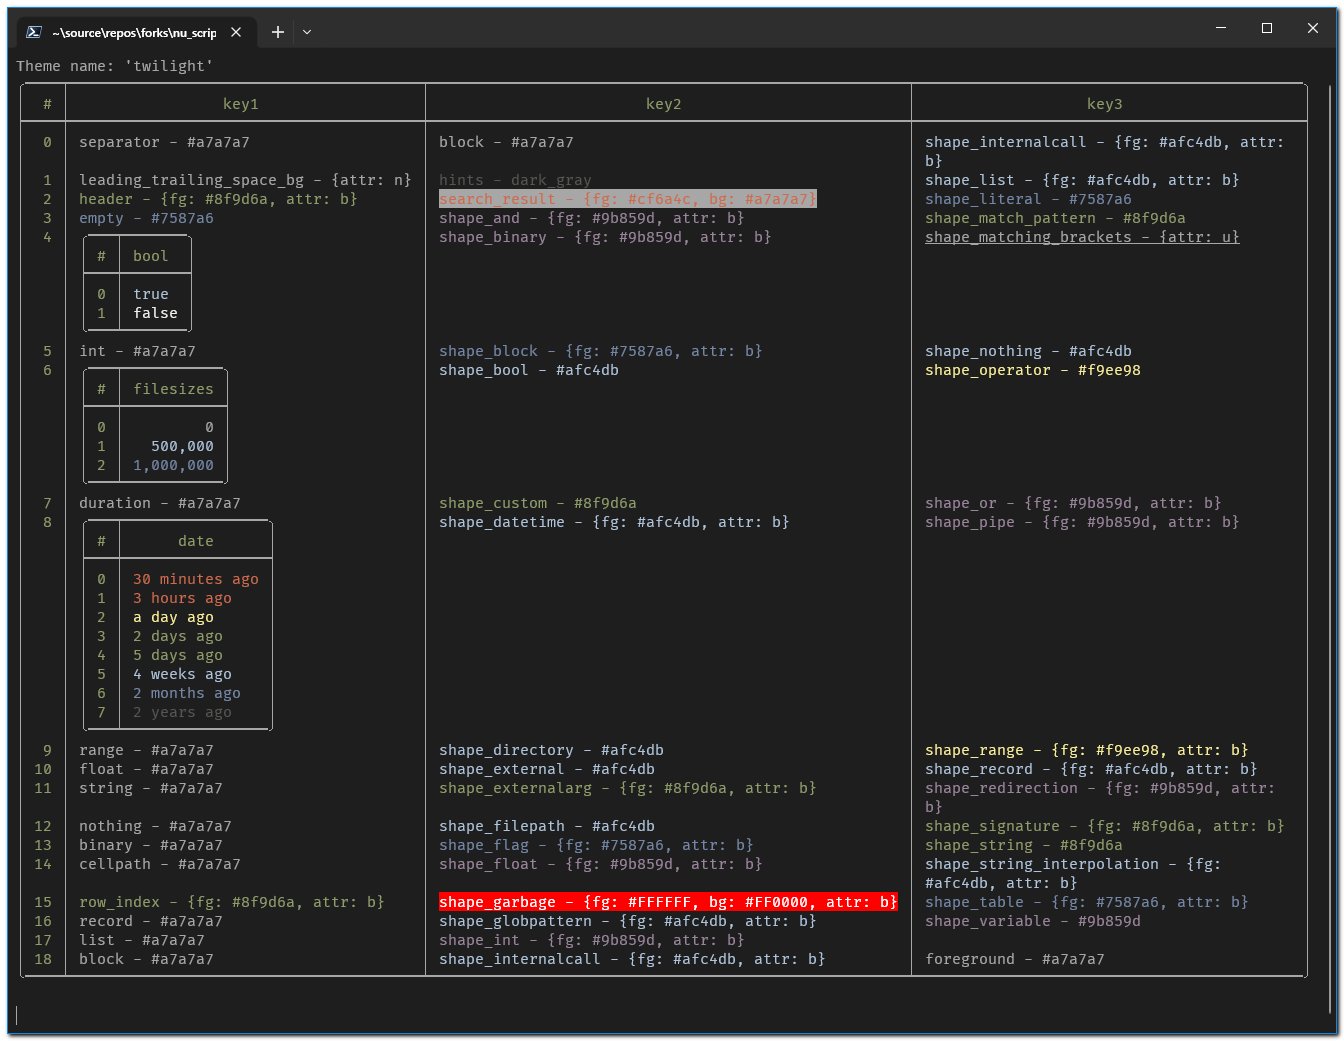 ~\source\repos\forks\nu_scrip
Theme name: 'twilight'
# key1 key2 key3
0 separator - #a7a7a7 block - #a7a7a7 shape_internalcall - {fg: #afc4db, attr:
b}
1 leading_trailing_space_bg - {attr: n} hints - dark_gray shape_list - {fg: #afc4db, attr: b}
2 header - {fg: #8f9d6a, attr: b} search_result - {fg: #cf6a4c, bg: #a7a7a7} shape_literal - #7587a6
3 empty - #7587a6 shape_and - {fg: #9b859d, attr: b} shape_match_pattern - #8f9d6a
4 shape_binary - {fg: #9b859d, attr: b} shape_matching_brackets - {attr: u}
# bool
0 true
1 false
5 int - #a7a7a7 shape_block - {fg: #7587a6, attr: b} shape_nothing - #afc4db
6 shape_bool - #afc4db shape_operator - #f9ee98
# filesizes
0 0
1 500,000
2 1,000,000
7 duration - #a7a7a7 shape_custom - #8f9d6a shape_or - {fg: #9b859d, attr: b}
8 shape_datetime - {fg: #afc4db, attr: b} shape_pipe - {fg: #9b859d, attr: b}
# date
0 30 minutes ago
1 3 hours ago
2 a day ago
3 2 days ago
4 5 days ago
5 4 weeks ago
6 2 months ago
7 2 years ago
9 range - #a7a7a7 shape_directory - #afc4db shape_range - {fg: #f9ee98, attr: b}
10 float - #a7a7a7 shape_external - #afc4db shape_record - {fg: #afc4db, attr: b}
11 string - #a7a7a7 shape_externalarg - {fg: #8f9d6a, attr: b} shape_redirection - {fg: #9b859d, attr:
b}
12 nothing - #a7a7a7 shape_filepath - #afc4db shape_signature - {fg: #8f9d6a, attr: b}
13 binary - #a7a7a7 shape_flag - {fg: #7587a6, attr: b} shape_string - #8f9d6a
14 cellpath - #a7a7a7 shape_float - {fg: #9b859d, attr: b} shape_string_interpolation - {fg:
#afc4db, attr: b}
15 row_index - {fg: #8f9d6a, attr: b} shape_garbage - {fg: #FFFFFF, bg: #FF0000, attr: b} shape_table - {fg: #7587a6, attr: b}
16 record - #a7a7a7 shape_globpattern - {fg: #afc4db, attr: b} shape_variable - #9b859d
17 list - #a7a7a7 shape_int - {fg: #9b859d, attr: b}
18 block - #a7a7a7 shape_internalcall - {fg: #afc4db, attr: b} foreground - #a7a7a7